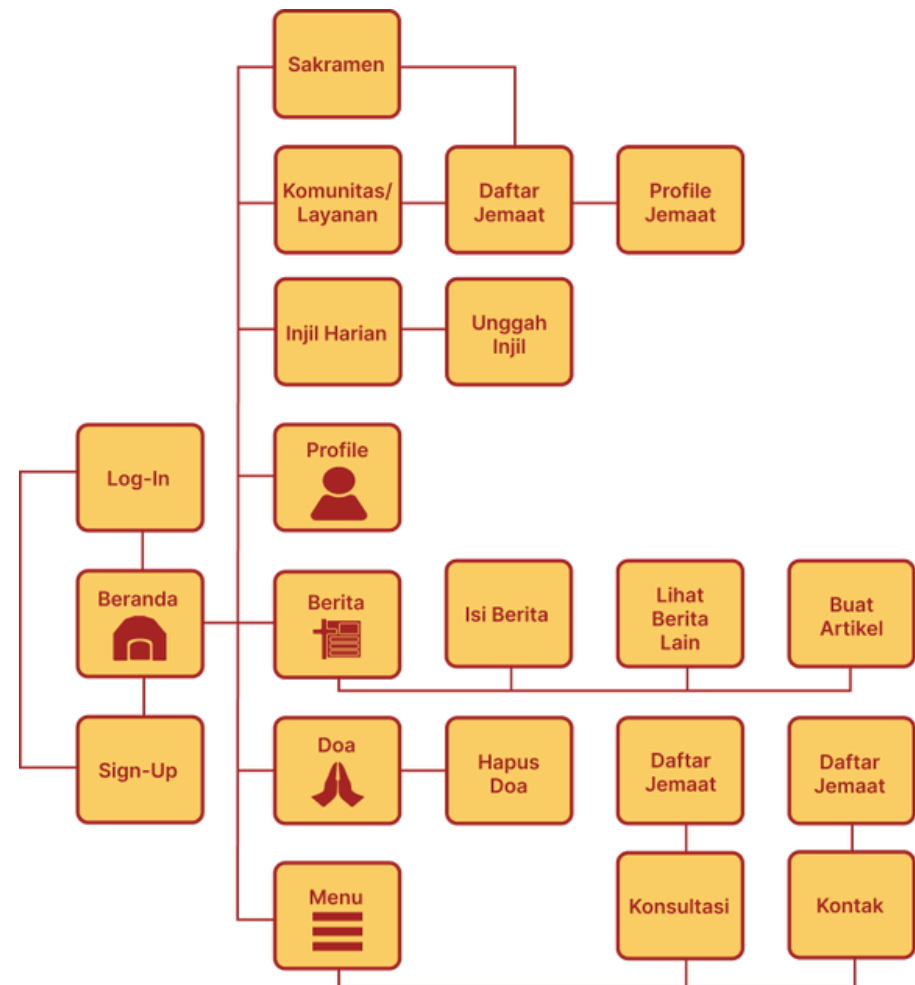 Sakramen
Komunitas/
Layanan
Daftar
Jemaat
Profile
Jemaat
Injil Harian
Unggah
Injil
Log-In
Profile
Beranda
Berita
Isi Berita
Lihat
Berita
Lain
Buat
Artikel
Sign-Up
Doa
Hapus
Doa
Daftar
Jemaat
Daftar
Jemaat
Menu
Konsultasi
Kontak